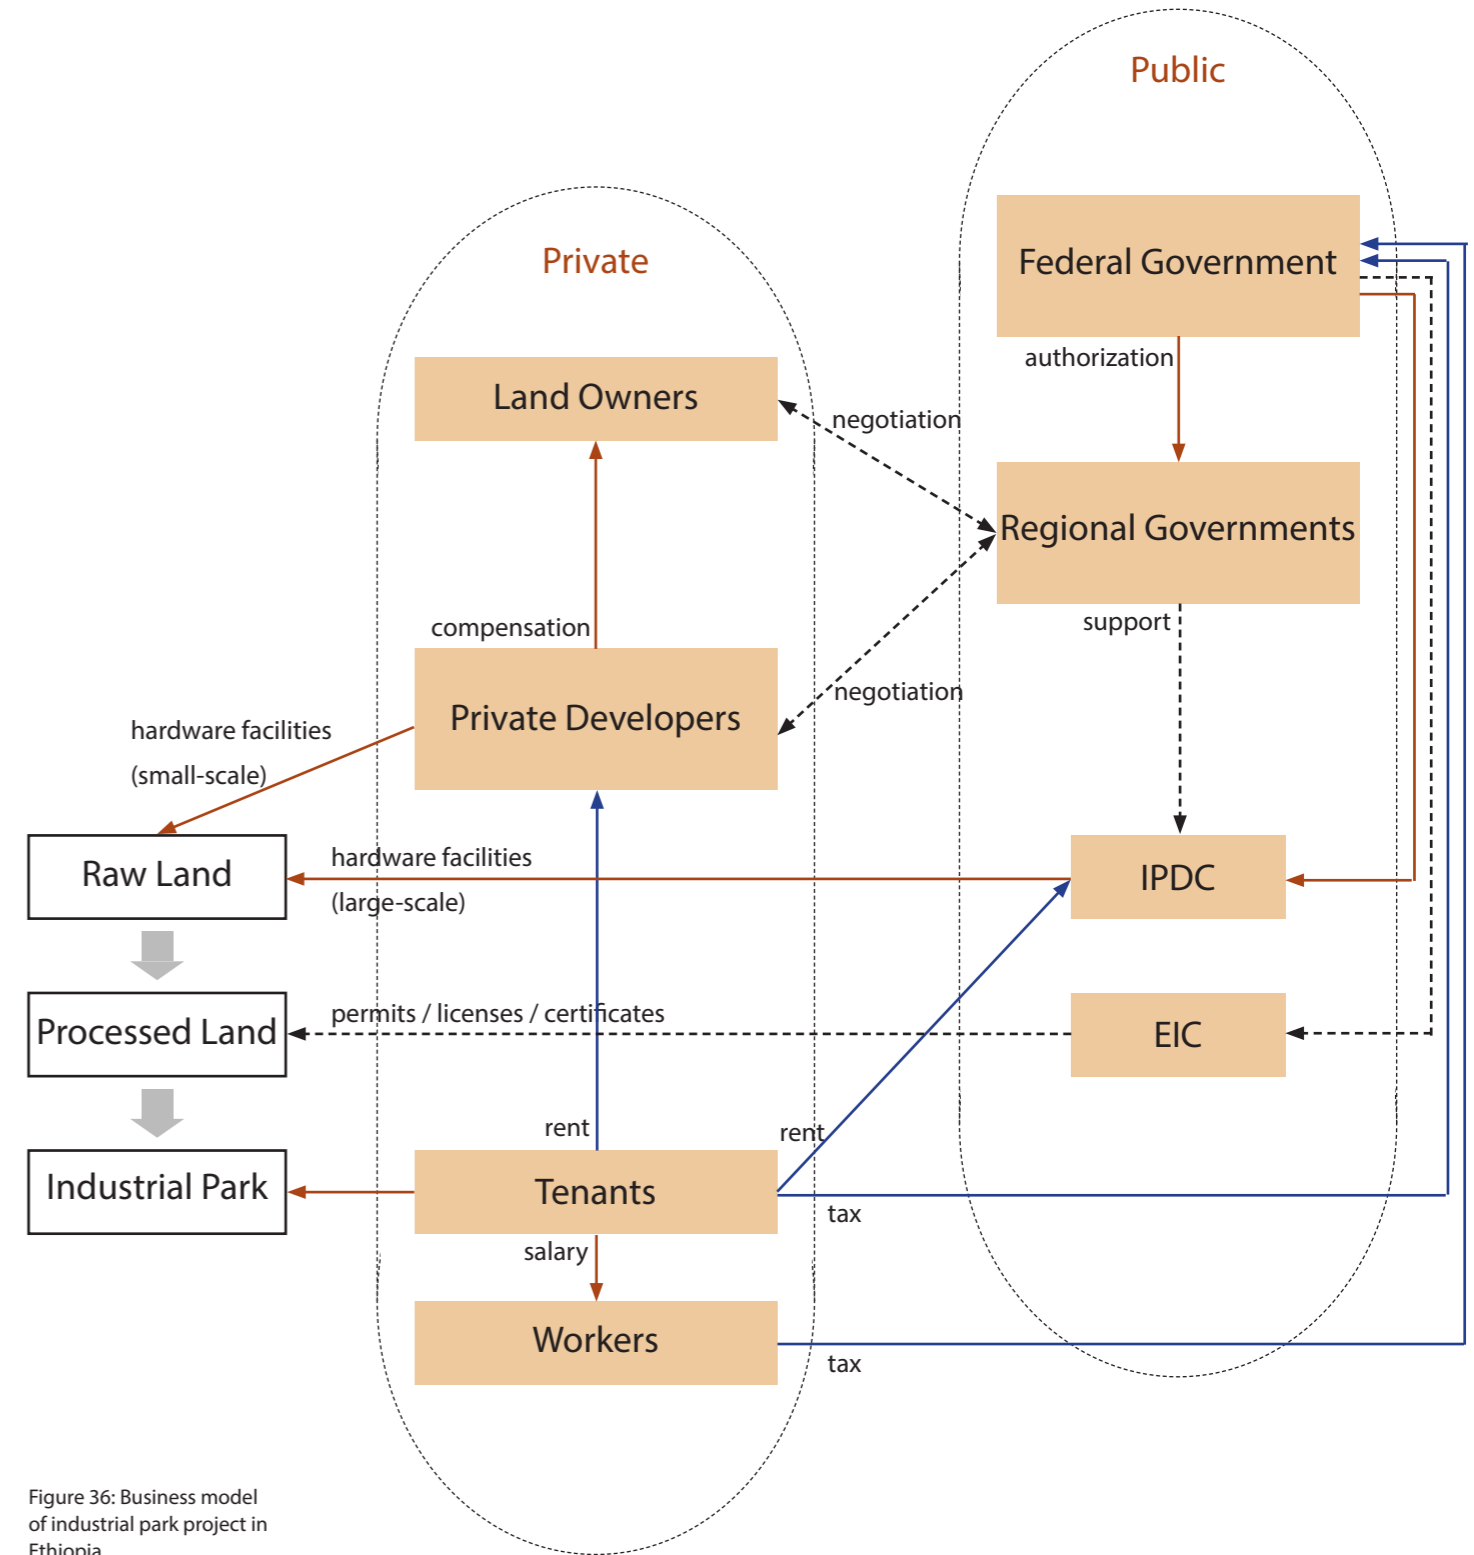 Public
Private
Federal Government
authorization
Land Owners
negotiation
Regional Governments
compensation
support
Private Developers
negotiation
hardware facilities
(small-scale)
Raw Land
hardware facilities
(large-scale)
IPDC
Processed Land
permits / licenses / certificates
EIC
rent
rent
Industrial Park
Tenants
tax
salary
Workers
tax
Figure 36: Business model
of industrial park project in
Ethiopia